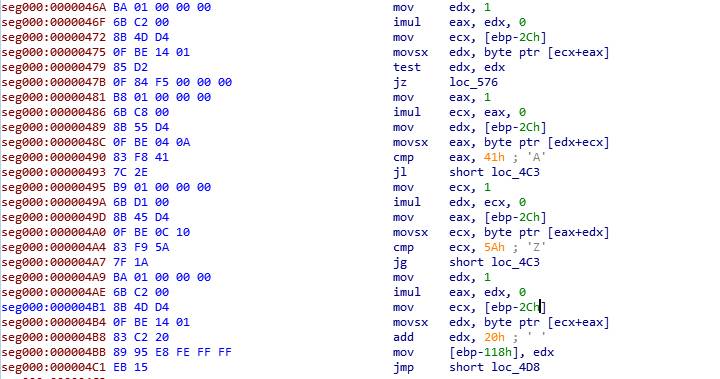 seg000:0000046A BA 01 00 00 00 mov edx, 1
seg000:0000046F 6B C2 00 imul eax, edx, 0
seg000:00000472 8B 4D D4 mov ecx, [ebp-2Ch]
seg000:00000475 0F BE 14 01 movsx edx, byte ptr [ecx+eax]
seg000:00000479 85 D2 test edx, edx
seg000:0000047B 0F 84 F5 00 00 00 jz loc_576
seg000:00000481 B8 01 00 00 00 mov eax, 1
seg000:00000486 6B C8 00 imul ecx, eax, 0
seg000:00000489 8B 55 D4 mov edx, [ebp-2Ch]
seg000:0000048C 0F BE 04 0A movsx eax, byte ptr [edx+ecx]
seg000:00000490 83 F8 41 cmp eax, 41h ; 'A'
seg000:00000493 7C 2E jl short loc_4C3
seg000:00000495 B9 01 00 00 00 mov ecx, 1
seg000:0000049A 6B D1 00 imul edx, ecx, 0
seg000:0000049D 8B 45 D4 mov eax, [ebp-2Ch]
seg000:000004A0 0F BE 0C 10 movsx ecx, byte ptr [eax+edx]
seg000:000004A4 83 F9 5A cmp ecx, 5Ah ; 'Z'
seg000:000004A7 7F 1A jg short loc_4C3
seg000:000004A9 BA 01 00 00 00 mov edx, 1
seg000:000004AE 6B C2 00 imul eax, edx, 0
seg000:000004B1 8B 4D D4 mov ecx, [ebp-2Ch]
seg000:000004B4 0F BE 14 01 movsx edx, byte ptr [ecx+eax]
seg000:000004B8 83 C2 20 add edx, 20h ; ' '
seg000:000004BB 89 95 E8 FE FF FF mov [ebp-118h], edx
seg000:000004C1 EB 15 jmp short loc_4D8